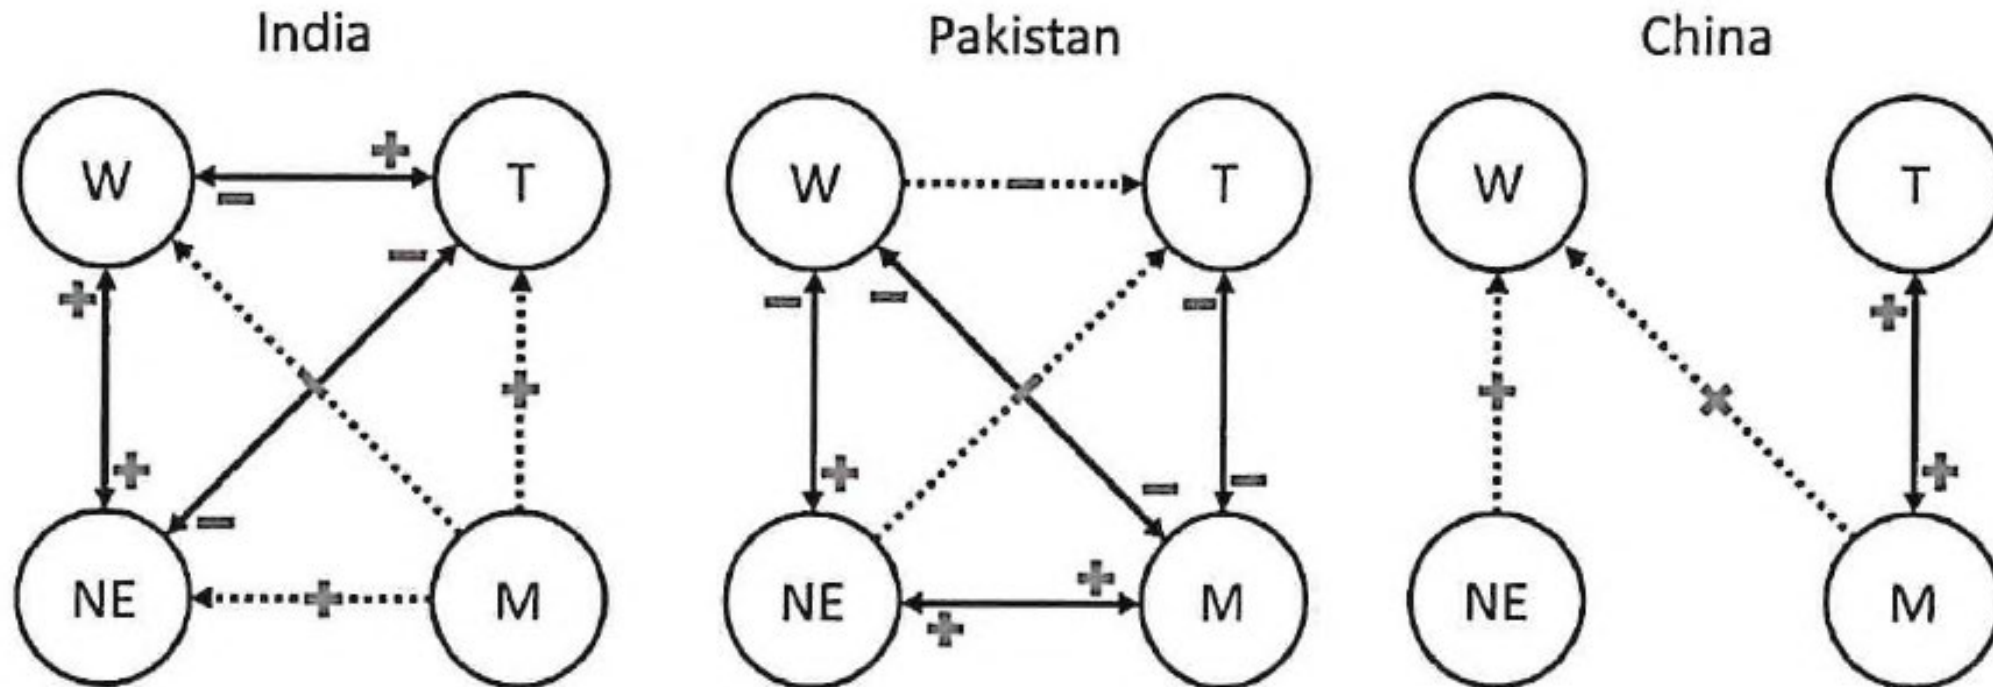 India Pakistan China
W T W T W T
NE M NE M NE M